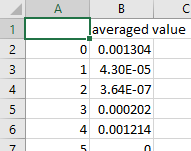 A B C
1 averaged value
2 0 0.001304
3 1 4.30E-05
4 2 3.64E-07
5 3 0.000202
6 4 0.001214
7 5 0